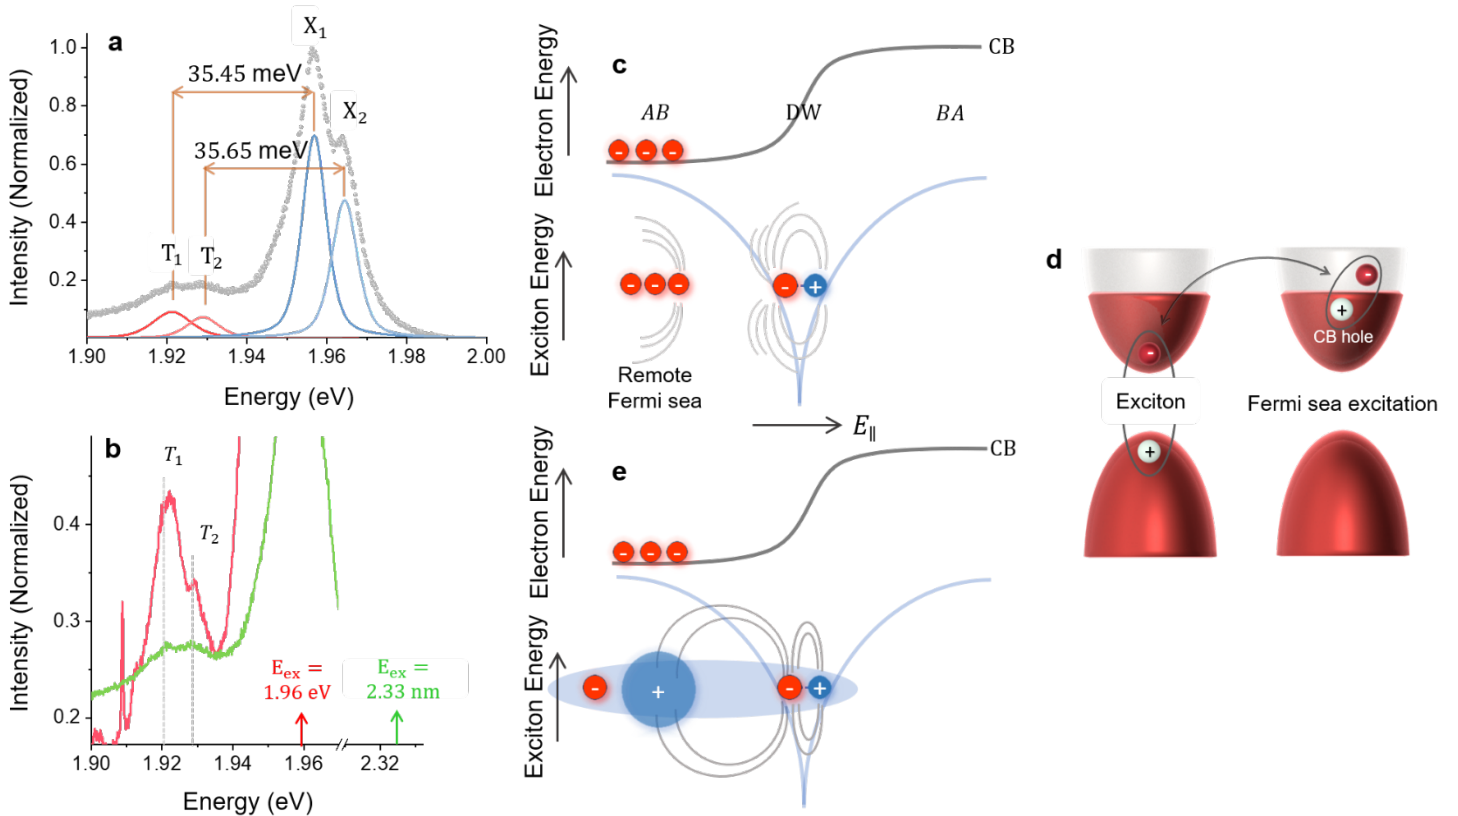 a
X₁
X₂
35.45 meV
35.65 meV
T₁
T₂
Intensity (Normalized)
1.0
0.8
0.6
0.4
0.2
1.90
1.92
1.94
1.96
1.98
2.00
Energy (eV)
b
T₁
T₂
Intensity (Normalized)
0.4
0.3
0.2
E_ex =
1.96 eV
E_ex =
2.33 nm
1.90
1.92
1.94
1.96
2.32
Energy (eV)
c
Electron Energy
CB
AB
DW
BA
- - -
Exciton Energy
- - -
- +
Remote
Fermi sea
E∥
d
-
Exciton
+
-
+
CB hole
Fermi sea excitation
e
Electron Energy
CB
- - -
Exciton Energy
- + - +